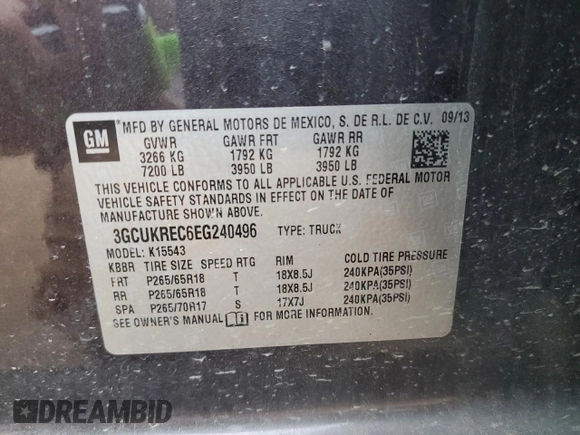 GM
MFD BY GENERAL MOTORS DE MEXICO, S. DE R.L. DE C.V. 09/13
GVWR GAWR FRT GAWR RR
3266 KG 1792 KG 1792 KG
7200 LB 3950 LB 3950 LB
THIS VEHICLE CONFORMS TO ALL APPLICABLE U.S. FEDERAL MOTOR
VEHICLE SAFETY STANDARDS IN EFFECT ON THE DATE OF
MANUFACTURE SHOWN ABOVE.
3GCUKREC6EG240496 TYPE: TRUCK
MODEL: K15543
KBBR TIRE SIZE SPEED RTG RIM COLD TIRE PRESSURE
FRT P265/65R18 T 18X8.5J 240KPA(35PSI)
RR P265/65R18 T 18X8.5J 240KPA(35PSI)
SPA P265/70R17 S 17X7J 240KPA(35PSI)
SEE OWNER'S MANUAL FOR MORE INFORMATION.
DREAMBID